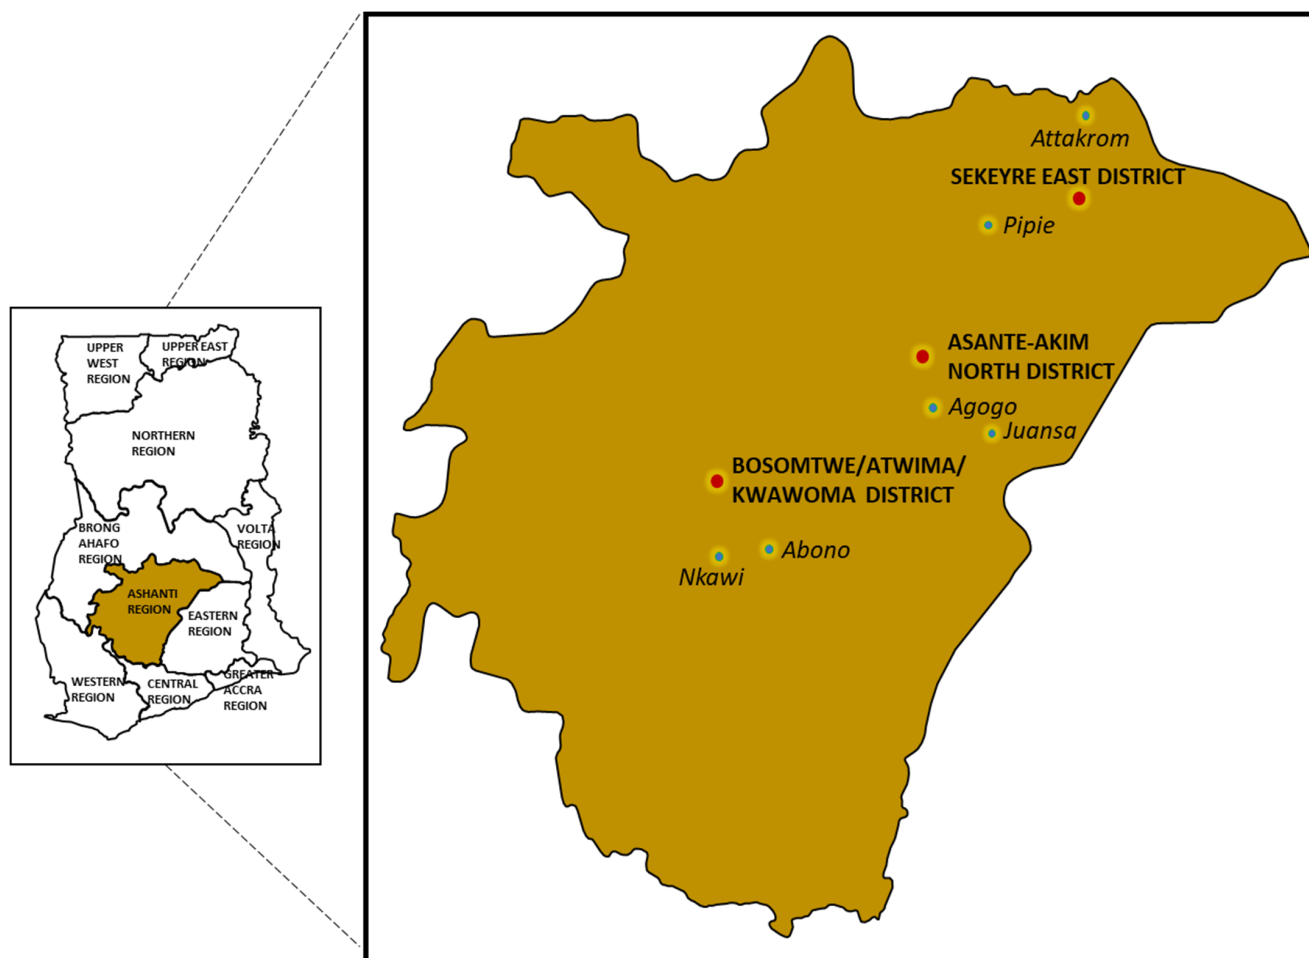 UPPER
WEST
REGION
UPPER EAST
REGION
NORTHERN
REGION
BRONG
AHAFO
REGION
VOLTA
REGION
ASHANTI
REGION
EASTERN
REGION
WESTERN
REGION
CENTRAL
REGION
GREATER
ACCRA
REGION
Attakrom
SEKEYRE EAST DISTRICT
Pipie
ASANTE-AKIM
NORTH DISTRICT
Agogo
Juansa
BOSOMTWE/ATWIMA/
KWAWOMA DISTRICT
Abono
Nkawi